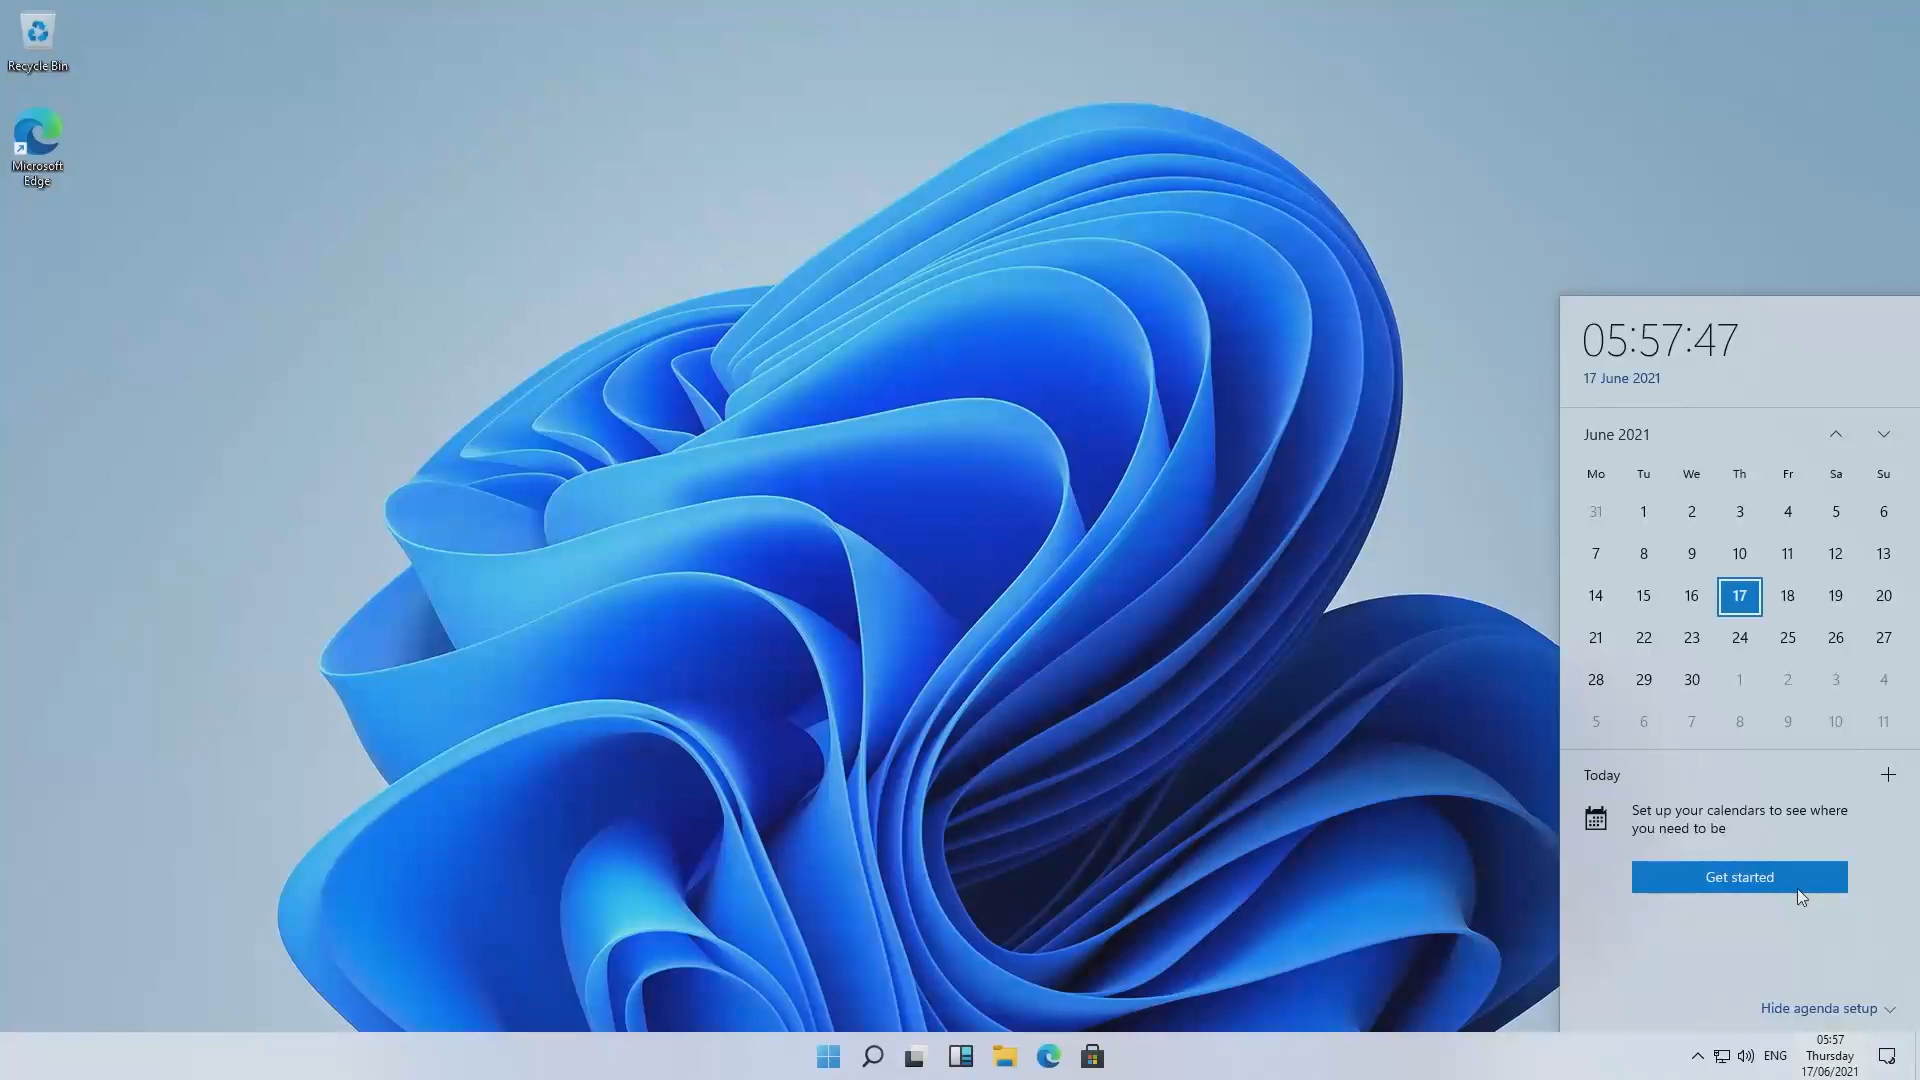 Recycle Bin
Microsoft
Edge
05:57:47
17 June 2021
June 2021
Mo Tu We Th Fr Sa Su
31 1 2 3 4 5 6
7 8 9 10 11 12 13
14 15 16 17 18 19 20
21 22 23 24 25 26 27
28 29 30 1 2 3 4
5 6 7 8 9 10 11
Today
Set up your calendars to see where
you need to be
Get started
Hide agenda setup
ENG
05:57
Thursday
17/06/2021